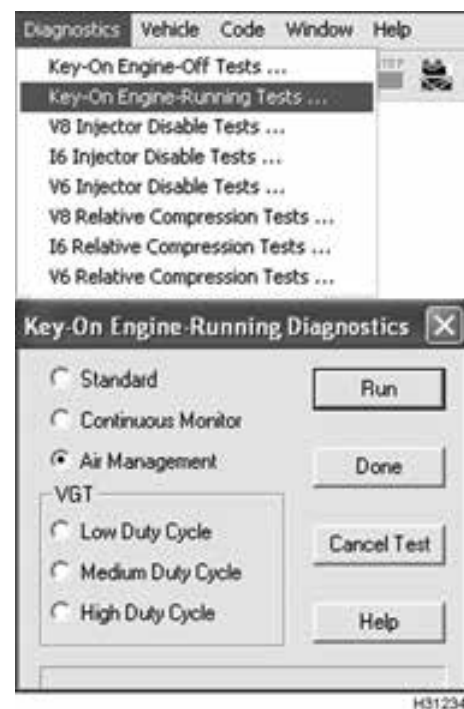 Diagnostics Vehicle Code Window Help
Key-On Engine-Off Tests ...
Key-On Engine-Running Tests ...
V8 Injector Disable Tests ...
I6 Injector Disable Tests ...
V6 Injector Disable Tests ...
V8 Relative Compression Tests ...
I6 Relative Compression Tests ...
V6 Relative Compression Tests ...
Key-On Engine-Running Diagnostics
Standard
Run
Continuous Monitor
Air Management
Done
VGT
Low Duty Cycle
Cancel Test
Medium Duty Cycle
High Duty Cycle
Help
H31234